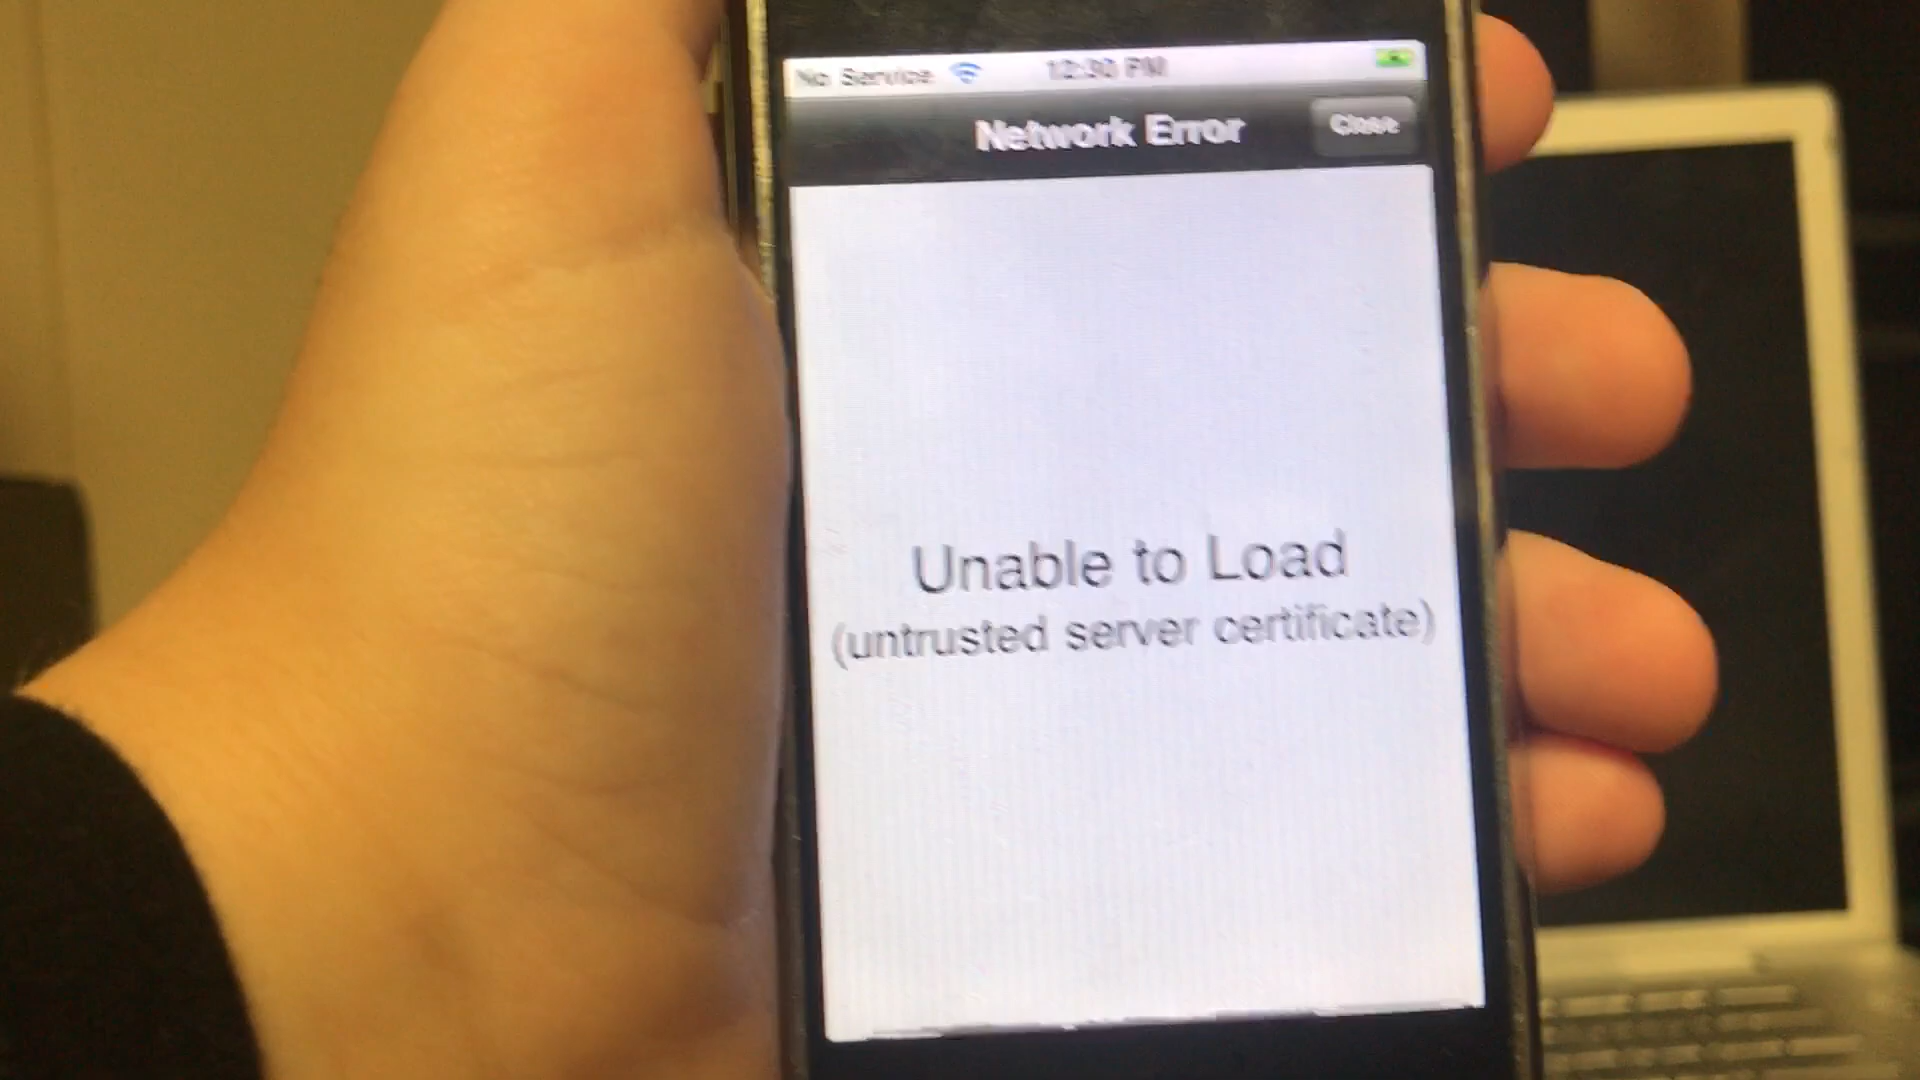 No Service 12:30 PM
Network Error
Close
Unable to Load
(untrusted server certificate)